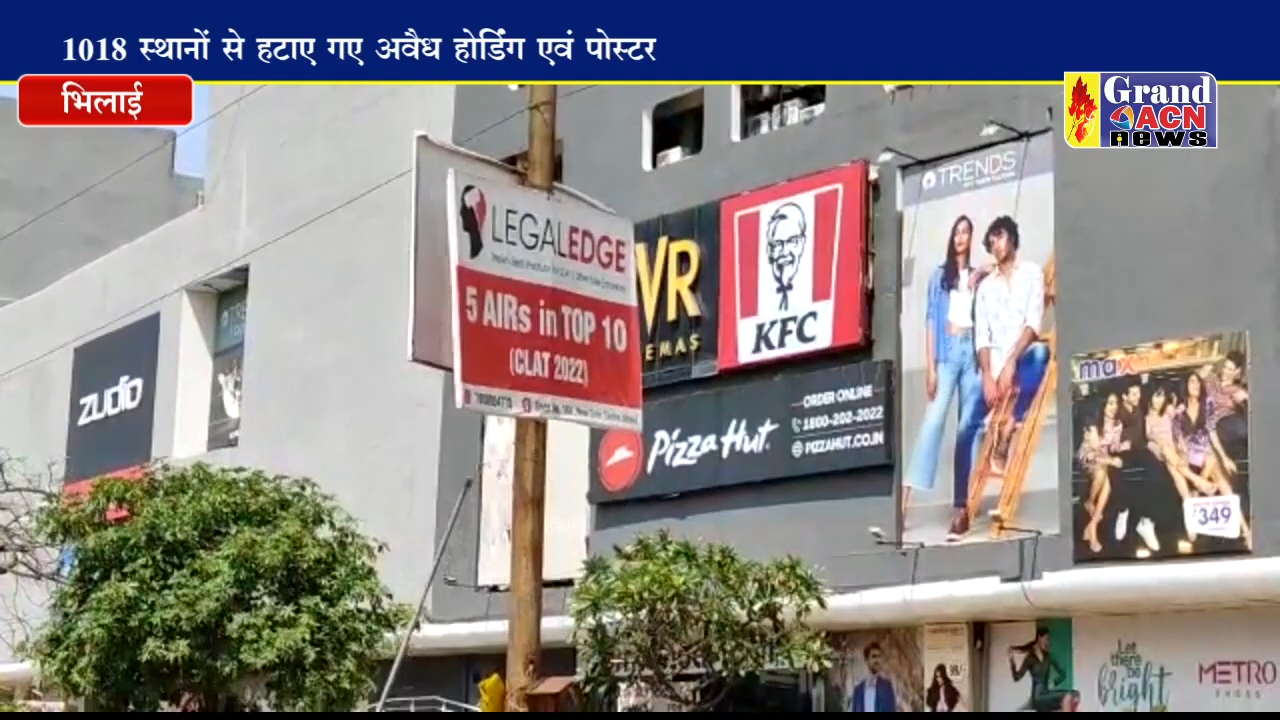 1018 स्थानों से हटाए गए अवैध होर्डिंग एवं पोस्टर
भिलाई
Grand
ACN
news
LEGALEDGE
5 AIRs in TOP 10
(CLAT 2022)
VR
EMAS
KFC
TRENDS
zudio
Pizza Hut
ORDER ONLINE
1800-202-2022
PIZZAHUT.CO.IN
max
349
Let
there
be
bright
METRO
SHOES